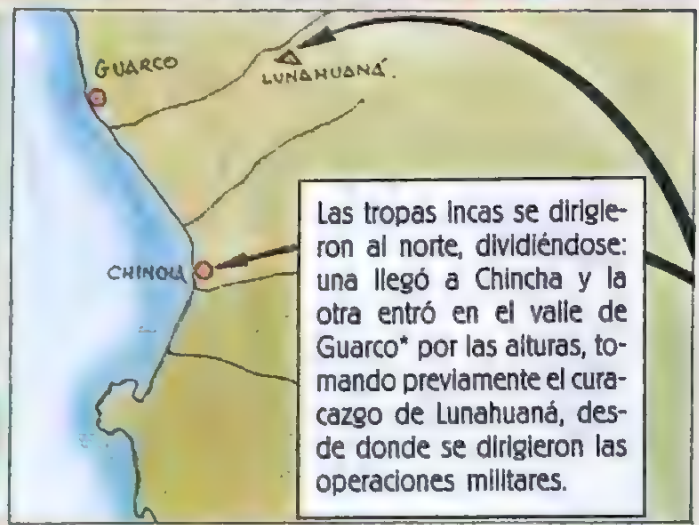 GUARCO
LUNAHUANÁ.
CHINCHA
Las tropas incas se dirigie-
ron al norte, dividiéndose:
una llegó a Chincha y la
otra entró en el valle de
Guarco* por las alturas, to-
mando previamente el cura-
cazgo de Lunahuaná, des-
de donde se dirigieron las
operaciones militares.